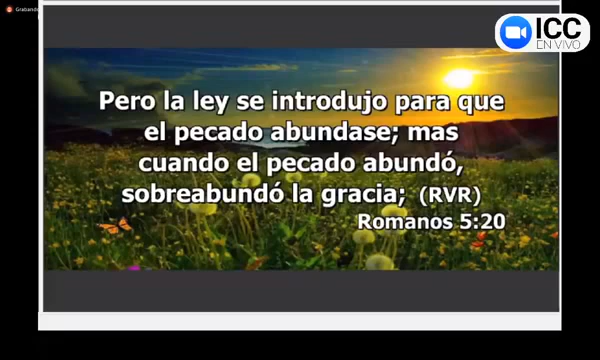 Grabando
ICC
EN VIVO
Pero la ley se introdujo para que
el pecado abundase; mas
cuando el pecado abundó,
sobreabundó la gracia; (RVR)
Romanos 5:20